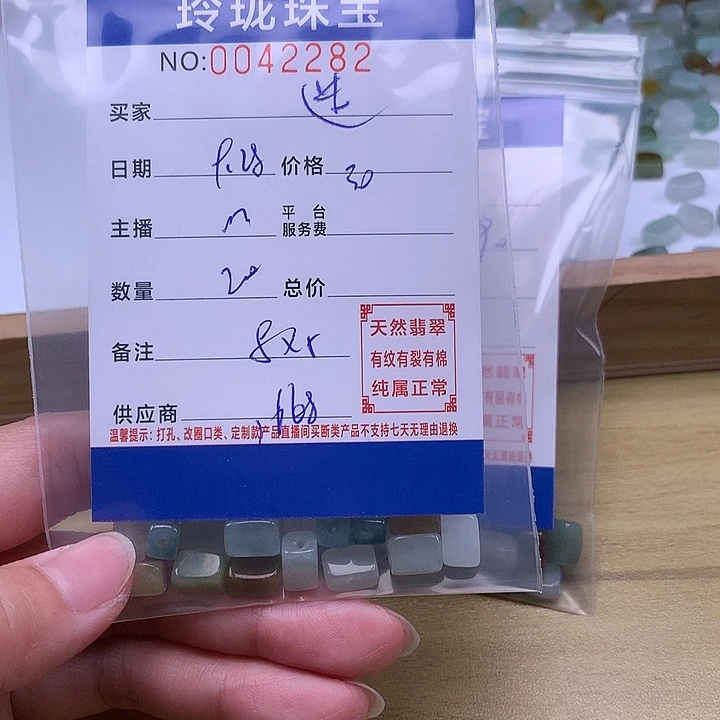 玲珑珠宝
NO:0042282
买家 送
日期 价格 30
主播 m 平台服务费
数量 20 总价
备注 8x5
供应商
天然翡翠
有纹有裂有棉
纯属正常
温馨提示：打孔、改圈口类、定制款产品直播间买断类产品不支持七天无理由退换